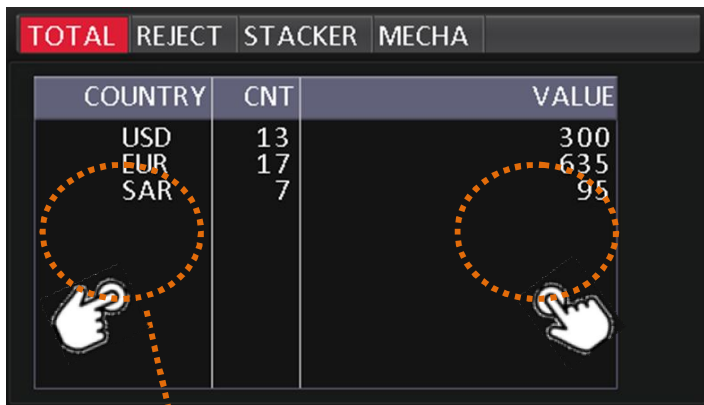 TOTAL REJECT STACKER MECHA
COUNTRY CNT VALUE
USD 13 300
EUR 17 635
SAR 7 95